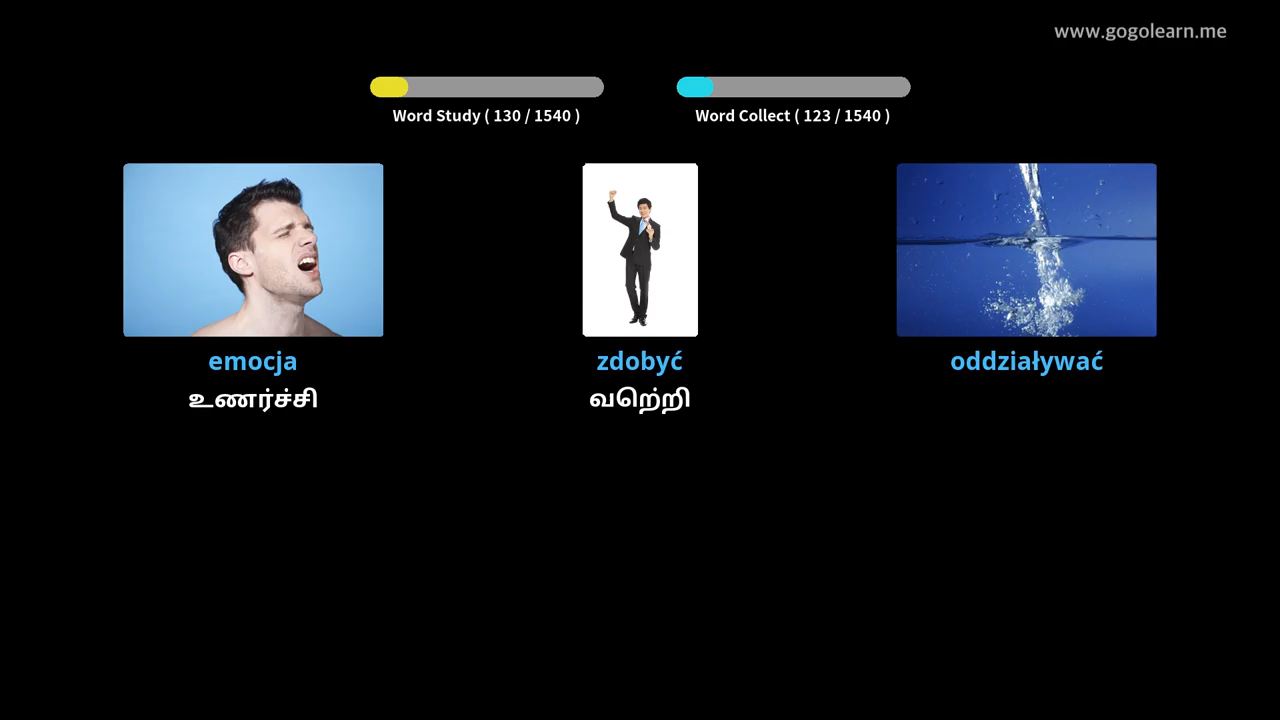 www.gogolearn.me
Word Study ( 130 / 1540 )
Word Collect ( 123 / 1540 )
emocja
zdobyć
oddziaływać
உணர்ச்சி
வெற்றி